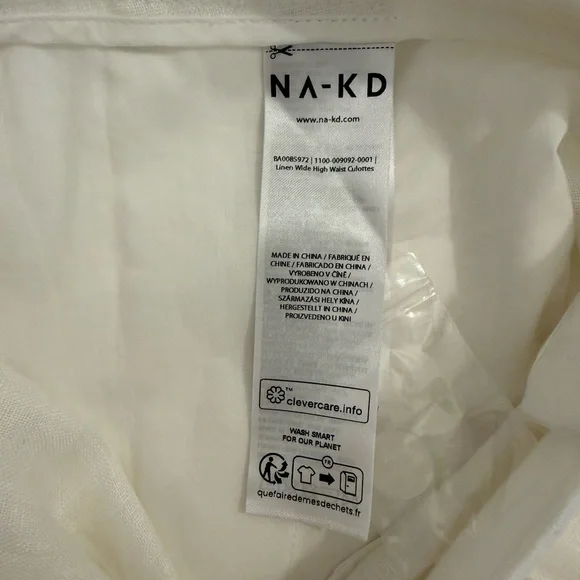 NA-KD
www.na-kd.com
BA0085972 | 1100-009092-0001 |
Linen Wide High Waist Culottes
MADE IN CHINA / FABRIQUÉ EN
CHINE / FABRICADO EN CHINA /
VYROBENO V ČÍNĚ /
WYPRODUKOWANO W CHINACH /
PRODUZIDO NA CHINA /
SZÁRMAZÁSI HELY KÍNA /
HERGESTELLT IN CHINA /
PROIZVEDENO U KINI
TM
clevercare.info
WASH SMART
FOR OUR PLANET
FR
quefairedemesdechets.fr